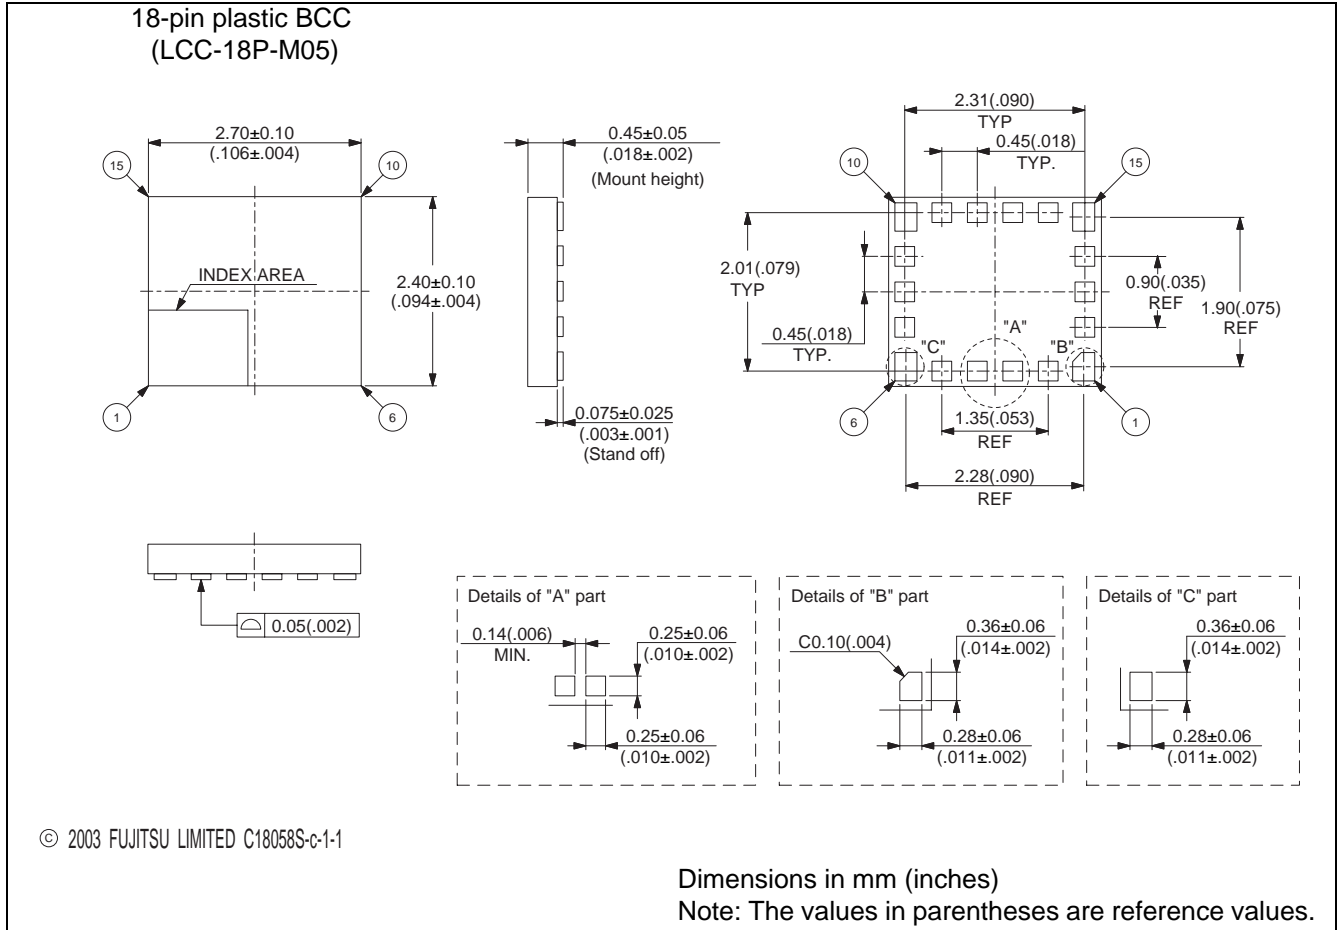 18-pin plastic BCC
(LCC-18P-M05)
2.70±0.10
(.106±.004)
15
10
INDEX AREA
2.40±0.10
(.094±.004)
1
6
0.45±0.05
(.018±.002)
(Mount height)
0.075±0.025
(.003±.001)
(Stand off)
2.31(.090)
TYP
0.45(.018)
TYP.
10
15
2.01(.079)
TYP
0.90(.035)
REF
1.90(.075)
REF
0.45(.018)
TYP.
"A"
"C"
"B"
6
1
1.35(.053)
REF
2.28(.090)
REF
0.05(.002)
Details of "A" part
0.14(.006)
MIN.
0.25±0.06
(.010±.002)
0.25±0.06
(.010±.002)
Details of "B" part
C0.10(.004)
0.36±0.06
(.014±.002)
0.28±0.06
(.011±.002)
Details of "C" part
0.36±0.06
(.014±.002)
0.28±0.06
(.011±.002)
© 2003 FUJITSU LIMITED C18058S-c-1-1
Dimensions in mm (inches)
Note: The values in parentheses are reference values.